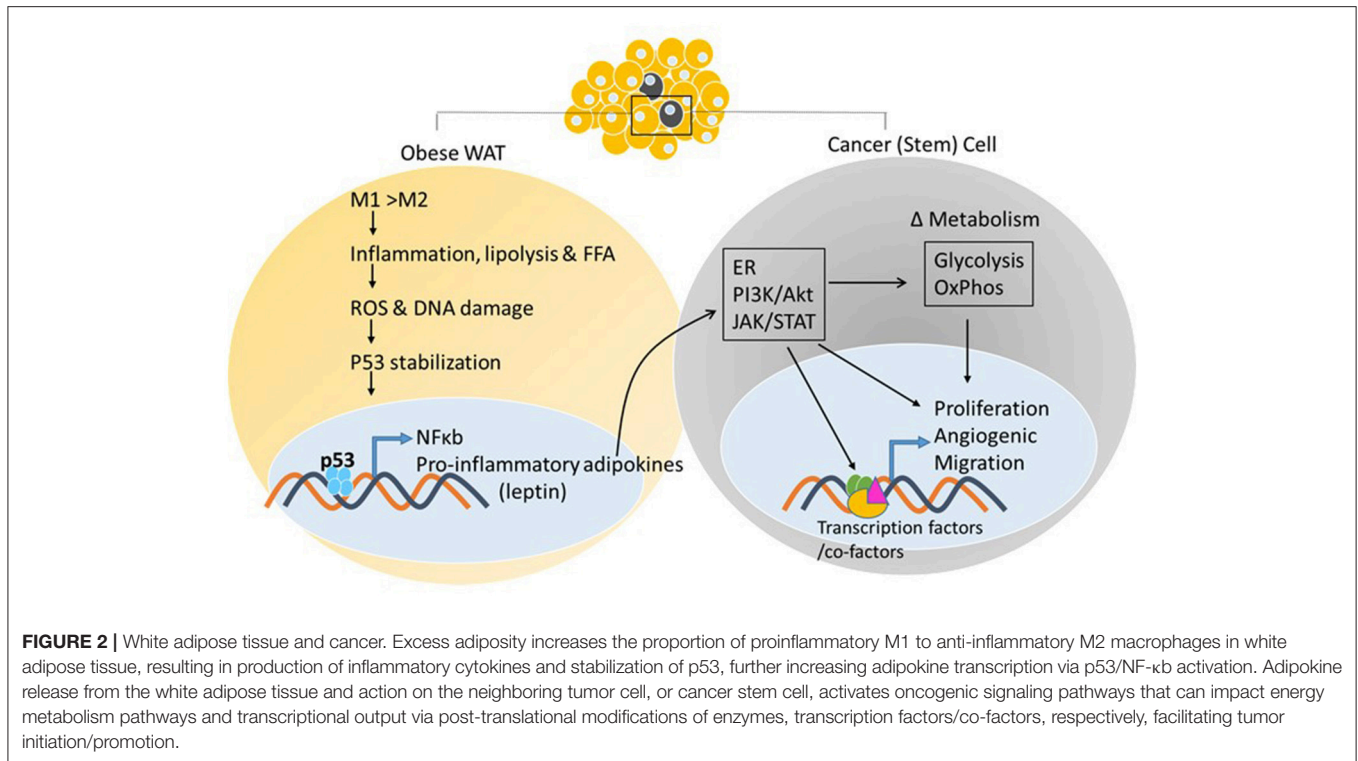 Obese WAT
M1 >M2
Inflammation, lipolysis & FFA
ROS & DNA damage
P53 stabilization
p53
NFκb
Pro-inflammatory adipokines
(leptin)
Cancer (Stem) Cell
ER
PI3K/Akt
JAK/STAT
Δ Metabolism
Glycolysis
OxPhos
Proliferation
Angiogenic
Migration
Transcription factors
/co-factors
FIGURE 2 | White adipose tissue and cancer. Excess adiposity increases the proportion of proinflammatory M1 to anti-inflammatory M2 macrophages in white
adipose tissue, resulting in production of inflammatory cytokines and stabilization of p53, further increasing adipokine transcription via p53/NF-κb activation. Adipokine
release from the white adipose tissue and action on the neighboring tumor cell, or cancer stem cell, activates oncogenic signaling pathways that can impact energy
metabolism pathways and transcriptional output via post-translational modifications of enzymes, transcription factors/co-factors, respectively, facilitating tumor
initiation/promotion.